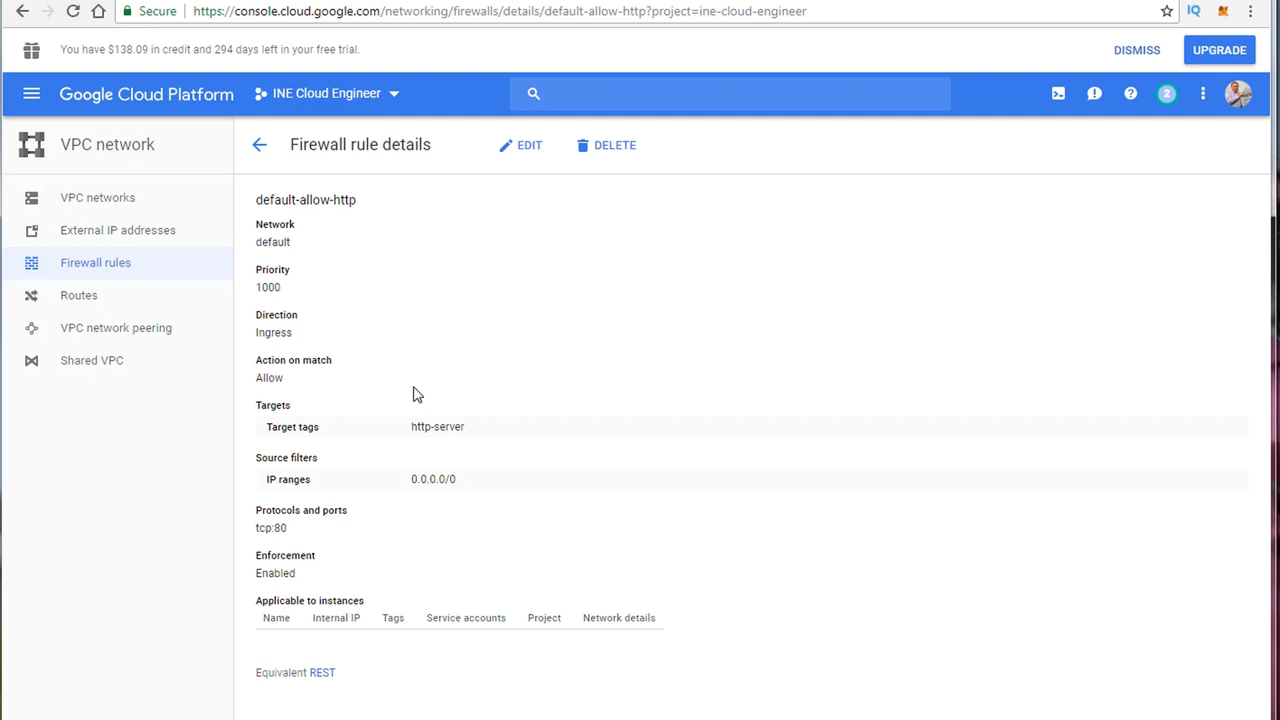 Secure https://console.cloud.google.com/networking/firewalls/details/default-allow-http?project=ine-cloud-engineer IQ
You have $138.09 in credit and 294 days left in your free trial. DISMISS UPGRADE
Google Cloud Platform INE Cloud Engineer 2
VPC network Firewall rule details EDIT DELETE
VPC networks
External IP addresses
Firewall rules
Routes
VPC network peering
Shared VPC
default-allow-http
Network
default
Priority
1000
Direction
Ingress
Action on match
Allow
Targets
Target tags http-server
Source filters
IP ranges 0.0.0.0/0
Protocols and ports
tcp:80
Enforcement
Enabled
Applicable to instances
Name Internal IP Tags Service accounts Project Network details
Equivalent REST